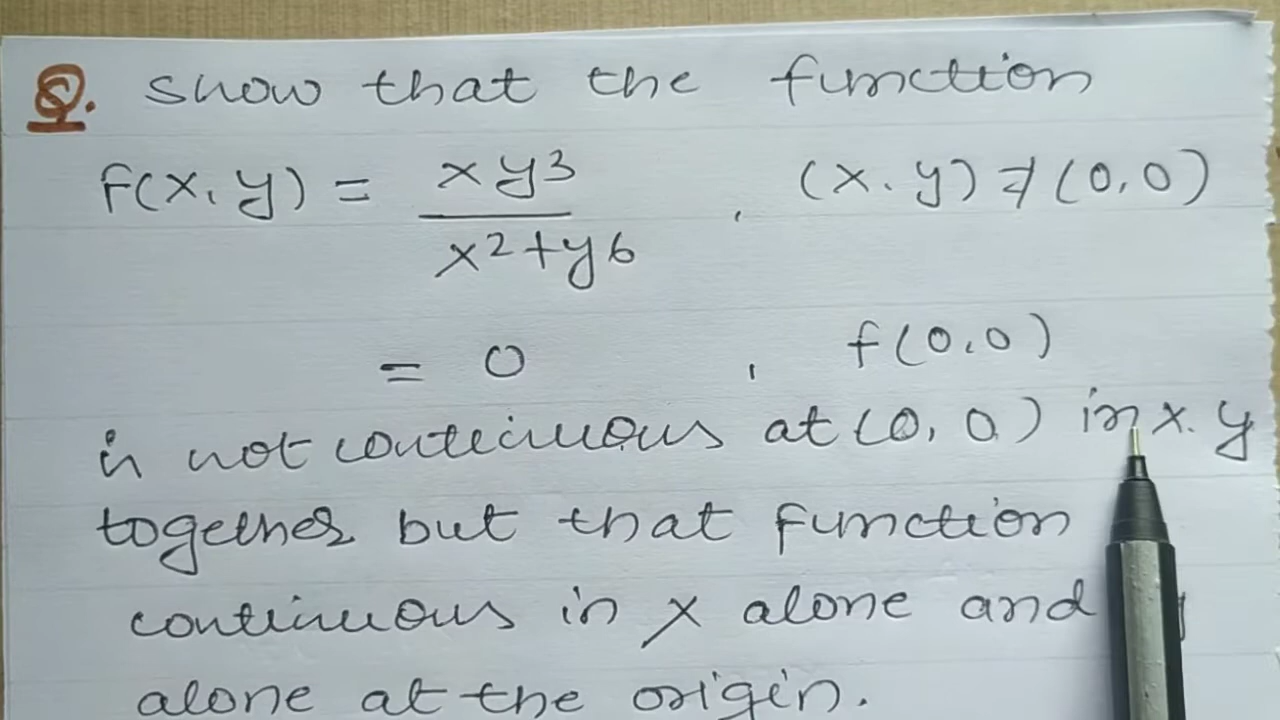 Q. show that the function
f(x,y) = xy3 / x2+y6 , (x.y) ≠ (0,0)
= 0 , f(0,0)
is not continuous at (0,0) in x.y
together but that function
continuous in x alone and
alone at the origin.